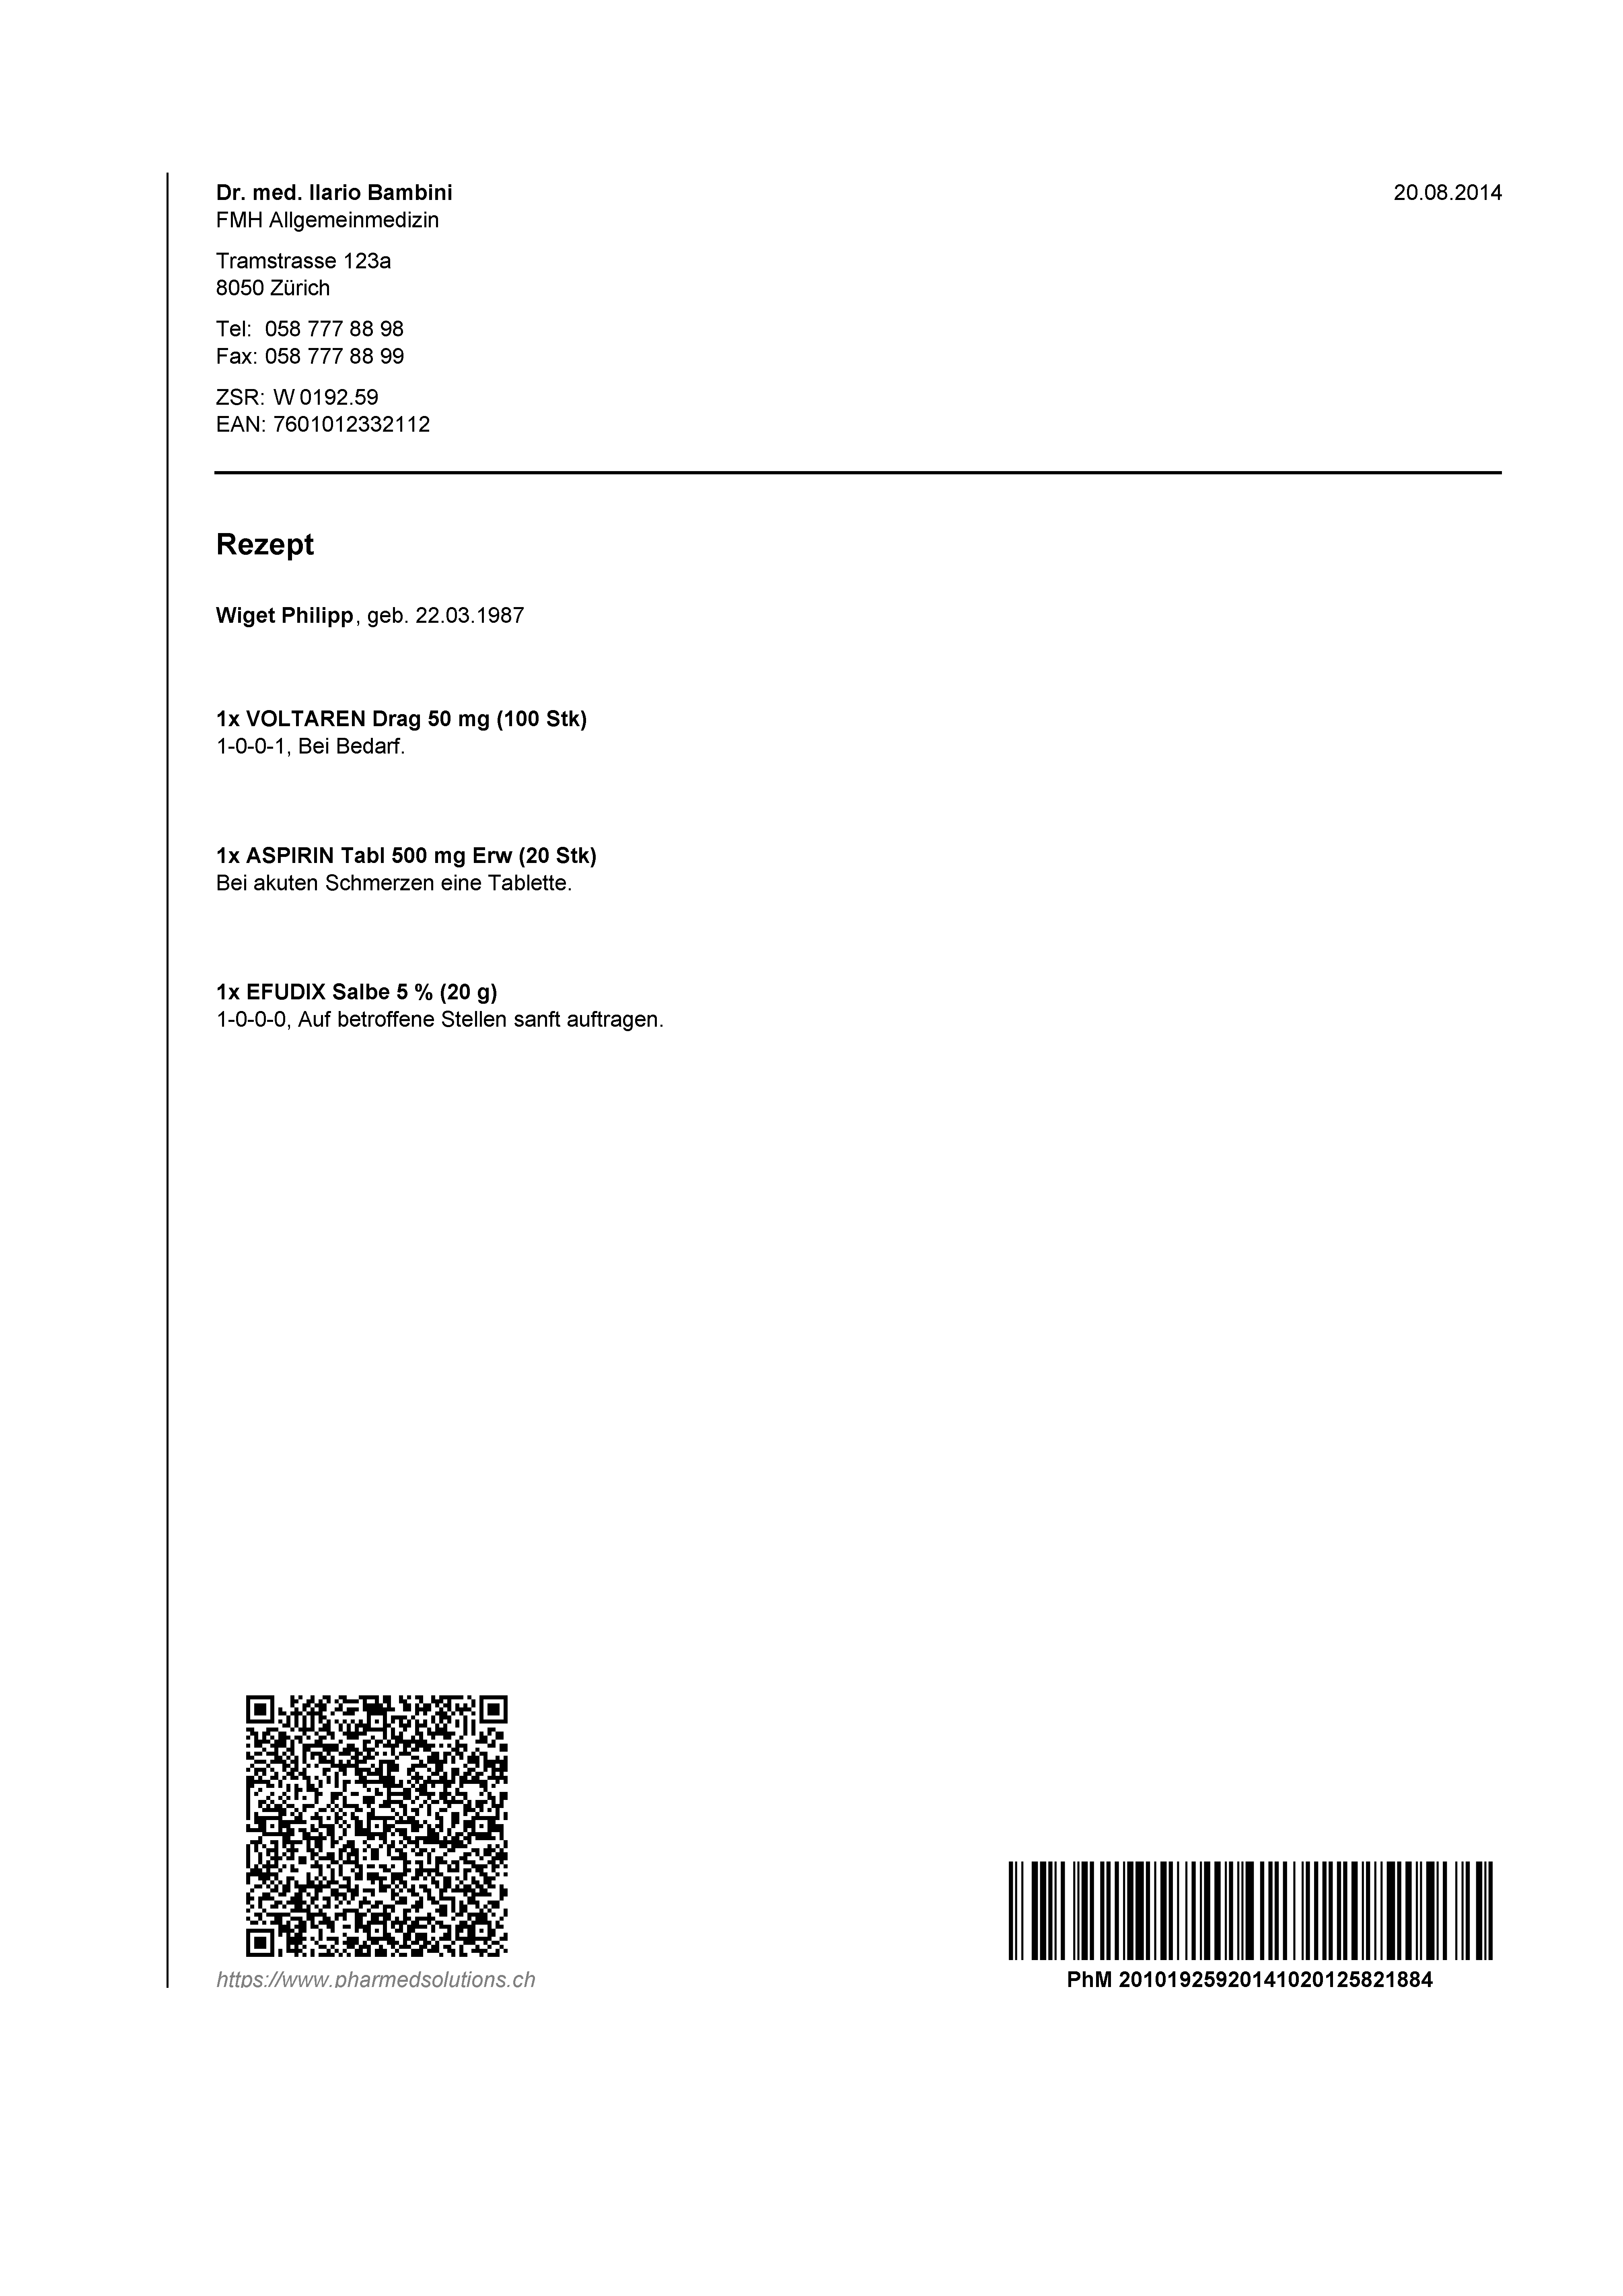 Dr. med. Ilario Bambini
20.08.2014
FMH Allgemeinmedizin
Tramstrasse 123a
8050 Zürich
Tel: 058 777 88 98
Fax: 058 777 88 99
ZSR: W 0192.59
EAN: 7601012332112
Rezept
Wiget Philipp, geb. 22.03.1987
1x VOLTAREN Drag 50 mg (100 Stk)
1-0-0-1, Bei Bedarf.
1x ASPIRIN Tabl 500 mg Erw (20 Stk)
Bei akuten Schmerzen eine Tablette.
1x EFUDIX Salbe 5 % (20 g)
1-0-0-0, Auf betroffene Stellen sanft auftragen.
https://www.pharmedsolutions.ch
PhM 20101925920141020125821884